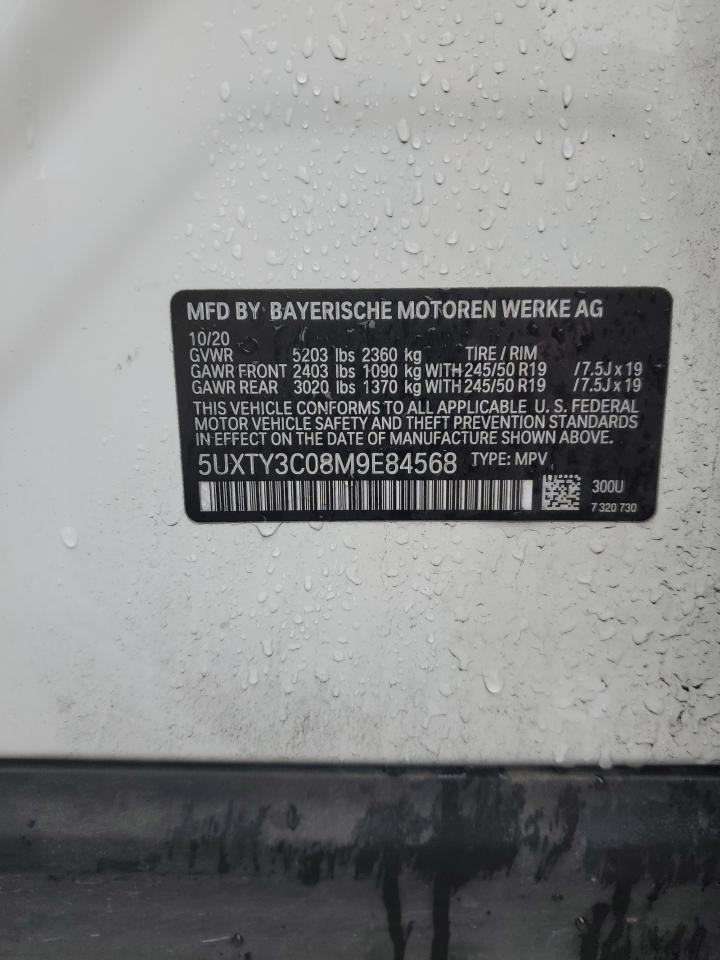 MFD BY BAYERISCHE MOTOREN WERKE AG
10/20
GVWR 5203 lbs 2360 kg TIRE / RIM
GAWR FRONT 2403 lbs 1090 kg WITH 245/50 R19 /7.5J x 19
GAWR REAR 3020 lbs 1370 kg WITH 245/50 R19 /7.5J x 19
THIS VEHICLE CONFORMS TO ALL APPLICABLE U. S. FEDERAL
MOTOR VEHICLE SAFETY AND THEFT PREVENTION STANDARDS
IN EFFECT ON THE DATE OF MANUFACTURE SHOWN ABOVE.
5UXTY3C08M9E84568 TYPE: MPV
300U
7 320 730